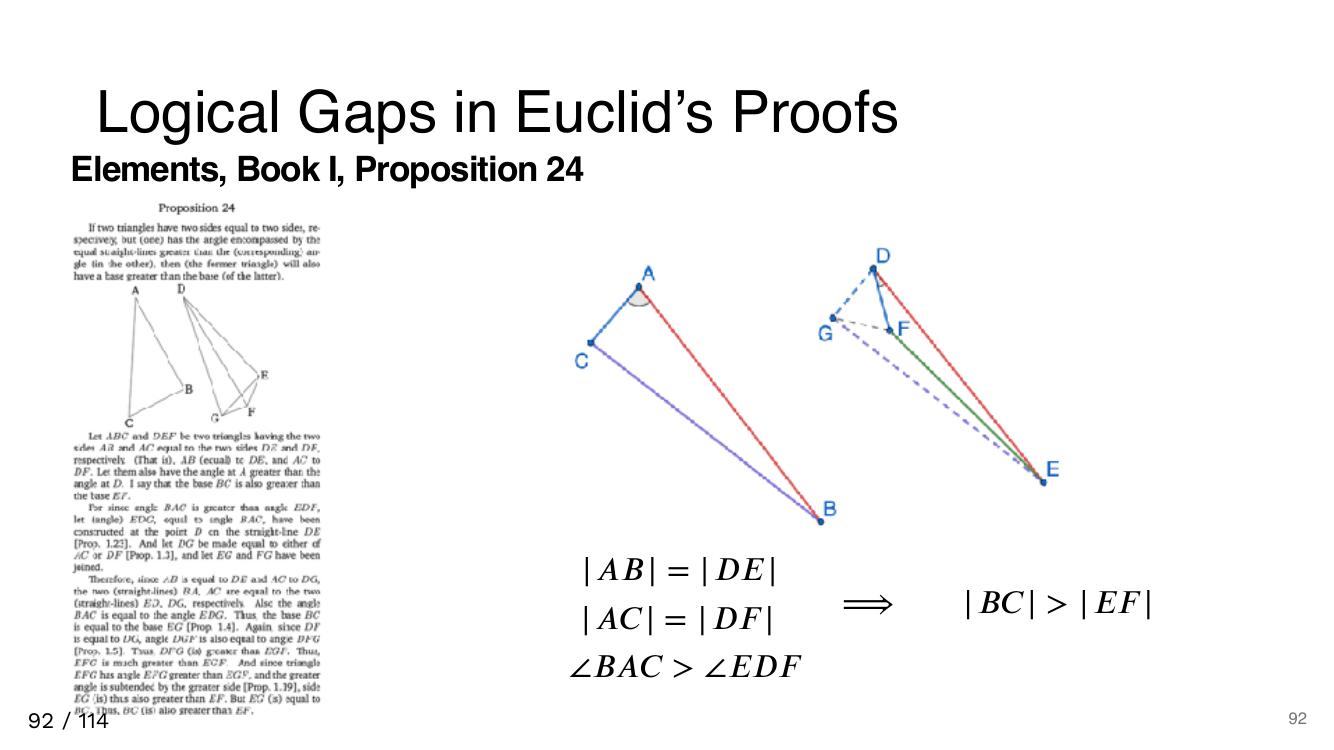 Logical Gaps in Euclid's Proofs
Elements, Book I, Proposition 24
Proposition 24
If two triangles have two sides equal to two sides, re-
spectively, but (one) has the angle encompassed by the
equal straight-lines greater than the (corresponding) an-
gle (in the other), then (the former triangle) will also
have a base greater than the base (of the latter).
A D
E
B
F
G
C
Let ABC and DEF be two triangles having the two
sides AB and AC equal to the two sides DE and DF,
respectively. (That is), AB (equal) to DE, and AC to
DF. Let them also have the angle at A greater than the
angle at D. I say that the base BC is also greater than
the base EF.
For since angle BAC is greater than angle EDF,
let (angle) EDG, equal to angle BAC, have been
constructed at the point D on the straight-line DE
[Prop. 1.23]. And let DG be made equal to either of
AC or DF [Prop. 1.3], and let EG and FG have been
joined.
Therefore, since AB is equal to DE and AC to DG,
the two (straight-lines) BA, AC are equal to the two
(straight-lines) ED, DG, respectively. Also the angle
BAC is equal to the angle EDG. Thus, the base BC
is equal to the base EG [Prop. 1.4]. Again, since DF
is equal to DG, angle DGF is also equal to angle DFG
[Prop. 1.5]. Thus, DFG (is) greater than EGF. Thus,
EFG is much greater than EGF. And since triangle
EFG has angle EFG greater than EGF, and the greater
angle is subtended by the greater side [Prop. 1.19], side
EG (is) thus also greater than EF. But EG (is) equal to
BC. Thus, BC (is) also greater than EF.
D
A
G
F
C
E
B
|AB| = |DE|
|AC| = |DF| ⟹ |BC| > |EF|
∠BAC > ∠EDF
92 / 114
92